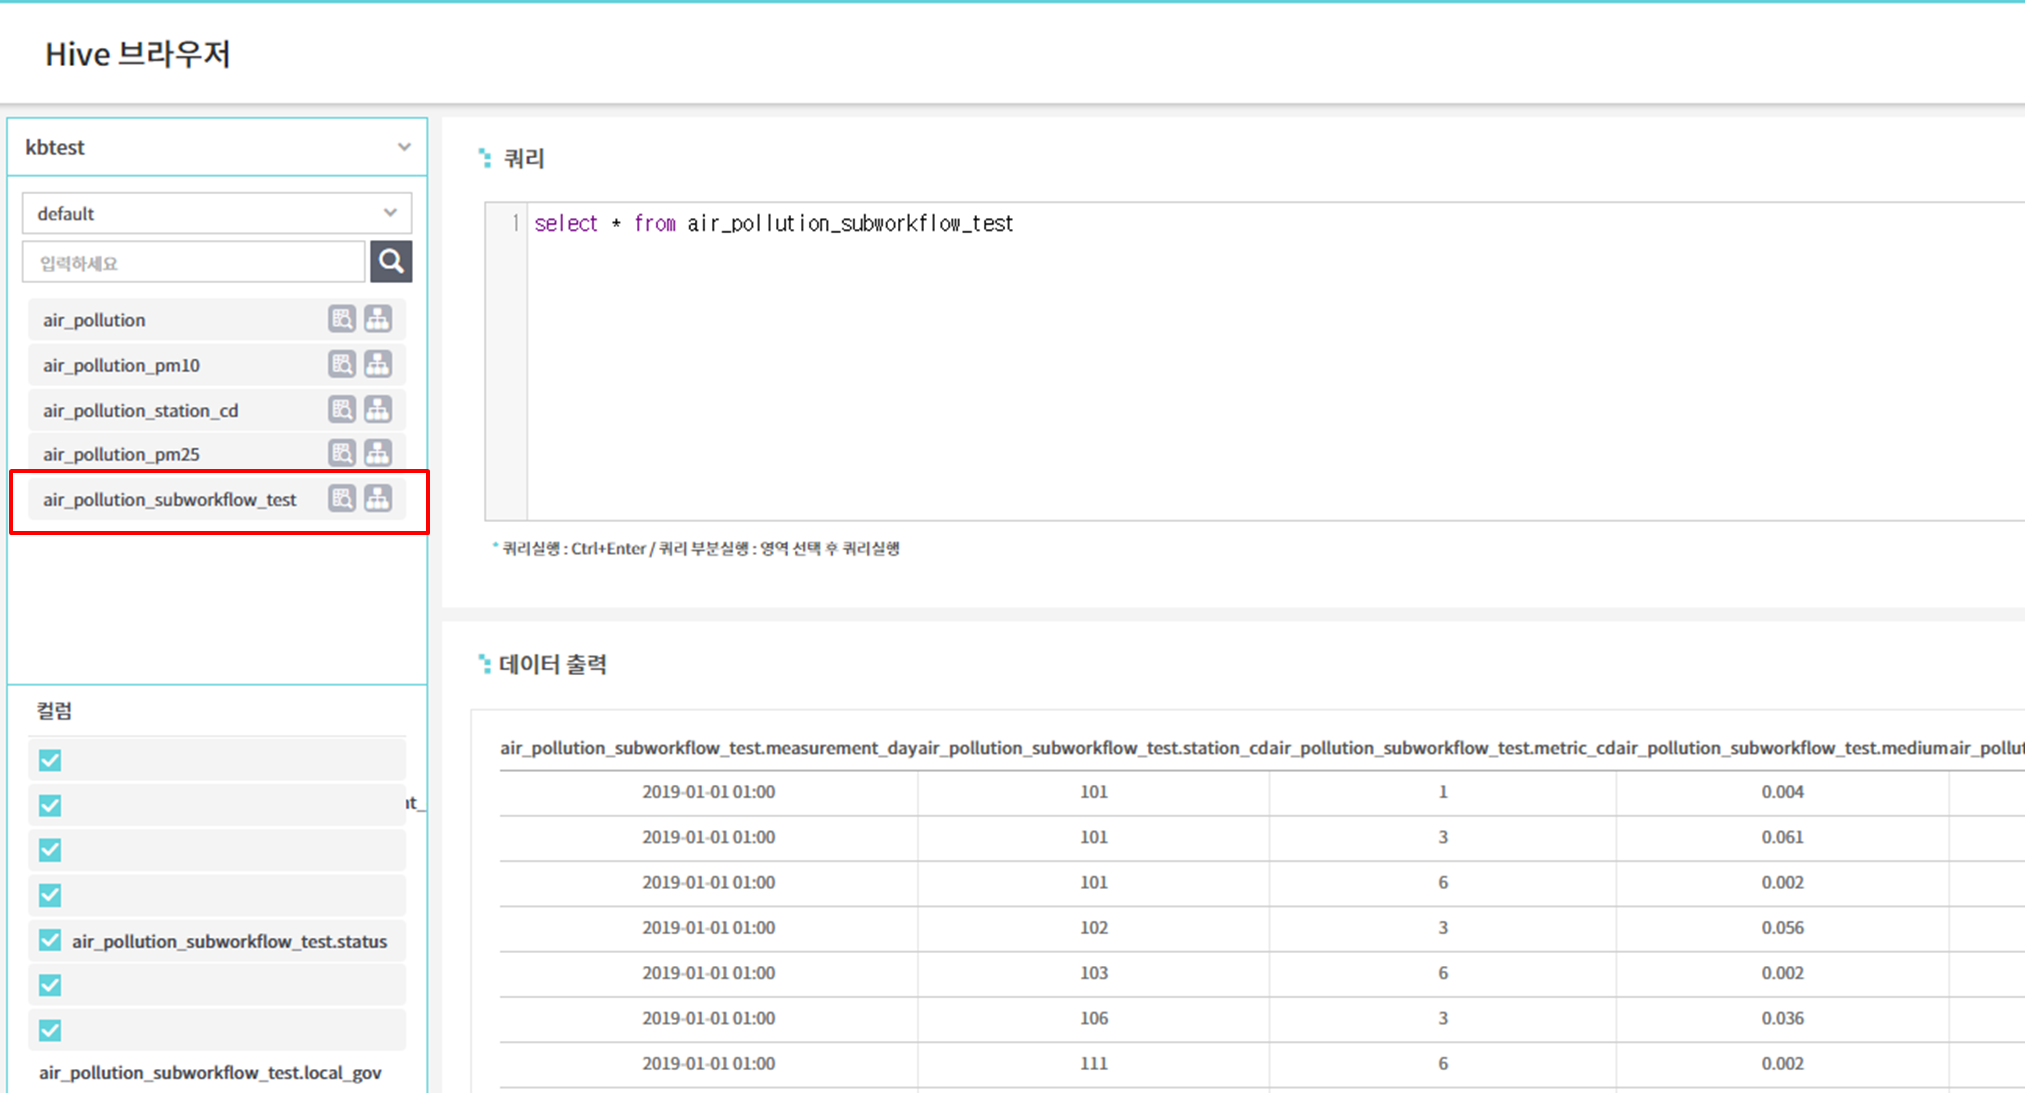 Hive 브라우저
kbtest
default
입력하세요
air_pollution
air_pollution_pm10
air_pollution_station_cd
air_pollution_pm25
air_pollution_subworkflow_test
컬럼
nt_
air_pollution_subworkflow_test.status
air_pollution_subworkflow_test.local_gov
쿼리
1 select * from air_pollution_subworkflow_test
* 쿼리실행 : Ctrl+Enter / 쿼리 부분실행 : 영역 선택 후 쿼리실행
데이터 출력
air_pollution_subworkflow_test.measurement_day air_pollution_subworkflow_test.station_cd air_pollution_subworkflow_test.metric_cd air_pollution_subworkflow_test.medium air_pollut
2019-01-01 01:00 101 1 0.004
2019-01-01 01:00 101 3 0.061
2019-01-01 01:00 101 6 0.002
2019-01-01 01:00 102 3 0.056
2019-01-01 01:00 103 6 0.002
2019-01-01 01:00 106 3 0.036
2019-01-01 01:00 111 6 0.002